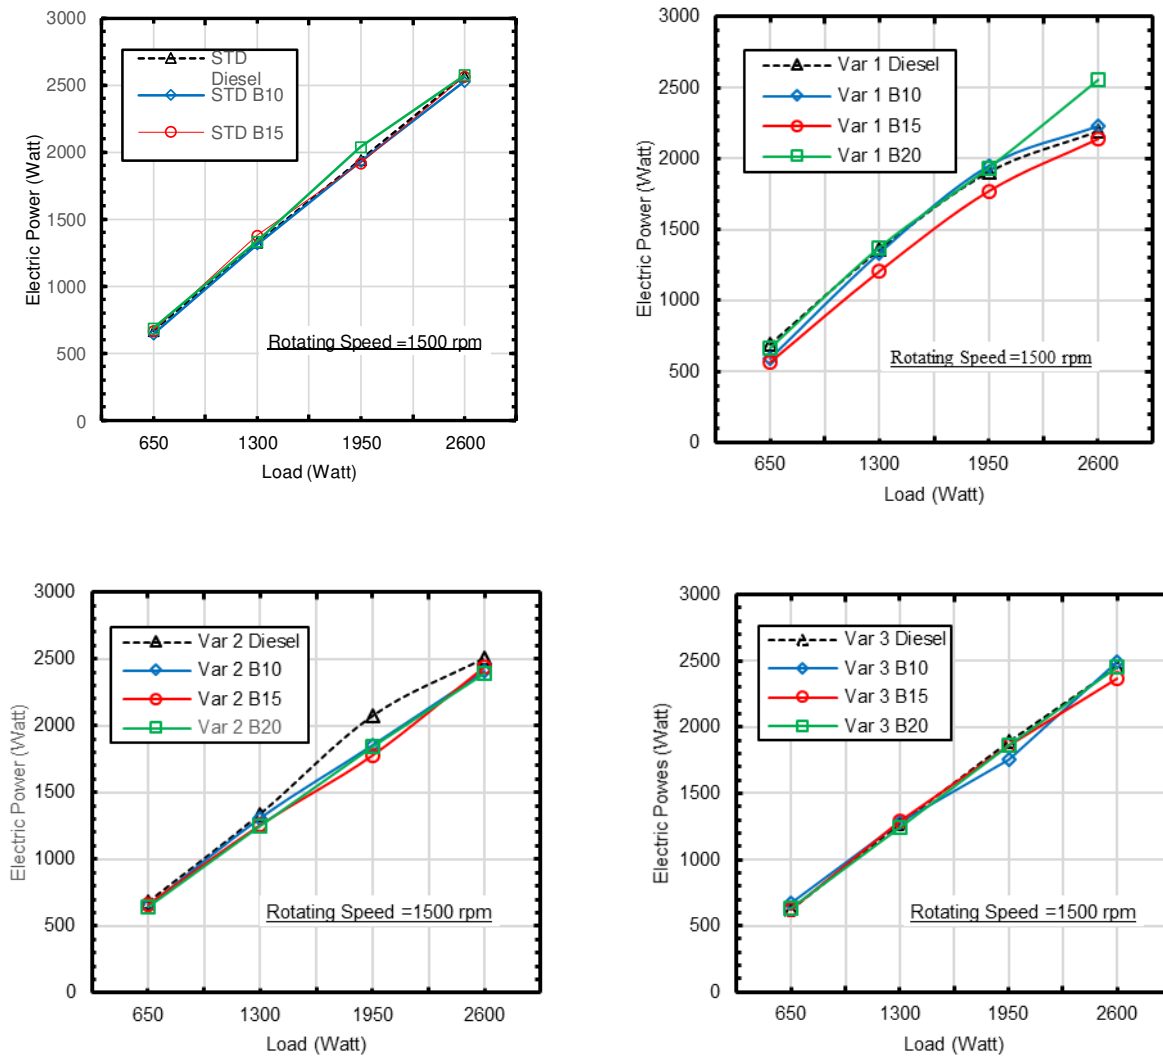 3000
2500
2000
1500
1000
500
0
Electric Power (Watt)
STD
Diesel
STD B10
STD B15
Rotating Speed =1500 rpm
650 1300 1950 2600
Load (Watt)
3000
2500
2000
1500
1000
500
0
Electric Power (Watt)
Var 1 Diesel
Var 1 B10
Var 1 B15
Var 1 B20
Rotating Speed =1500 rpm
650 1300 1950 2600
Load (Watt)
3000
2500
2000
1500
1000
500
0
Electric Power (Watt)
Var 2 Diesel
Var 2 B10
Var 2 B15
Var 2 B20
Rotating Speed =1500 rpm
650 1300 1950 2600
Load (Watt)
3000
2500
2000
1500
1000
500
0
Electric Powes (Watt)
Var 3 Diesel
Var 3 B10
Var 3 B15
Var 3 B20
Rotating Speed =1500 rpm
650 1300 1950 2600
Load (Watt)